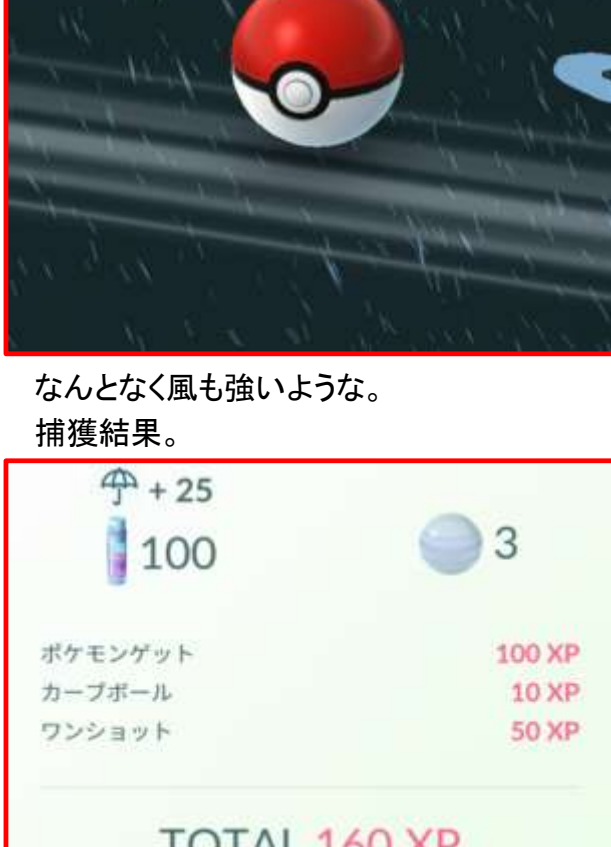 なんとなく風も強いような。
捕獲結果。
+ 25
100
3
ポケモンゲット 100 XP
カーブボール 10 XP
ワンショット 50 XP
TOTAL 160 XP